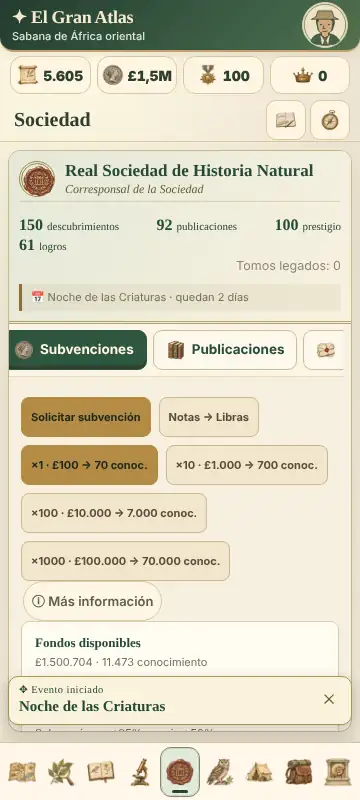 ✦ El Gran Atlas
Sabana de África oriental
5.605
£1,5M
100
0
Sociedad
Real Sociedad de Historia Natural
Corresponsal de la Sociedad
150 descubrimientos 92 publicaciones 100 prestigio
61 logros
Tomos legados: 0
Noche de las Criaturas · quedan 2 días
Subvenciones
Publicaciones
Solicitar subvención
Notas → Libras
×1 · £100 → 70 conoc.
×10 · £1.000 → 700 conoc.
×100 · £10.000 → 7.000 conoc.
×1000 · £100.000 → 70.000 conoc.
ⓘ Más información
Fondos disponibles
£1.500.704 · 11.473 conocimiento
✥ Evento iniciado
Noche de las Criaturas
×